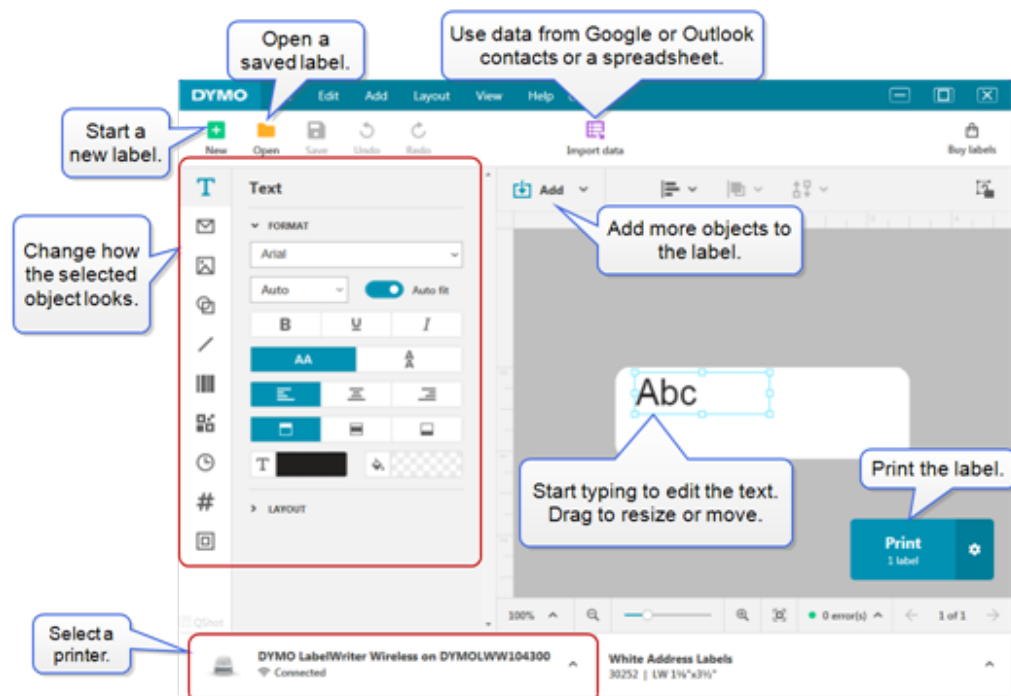 Open a
saved label.
Use data from Google or Outlook
contacts or a spreadsheet.
DYMO Edit Add Layout View Help
Start a
new label.
New Open Save Undo Redo Import data Buy labels
Text
Add
FORMAT
Change how
the selected
object looks.
Add more objects to
the label.
Arial
Auto Auto fit
B U I
AA A
A
Abc
T
Start typing to edit the text.
Drag to resize or move.
Print the label.
#
LAYOUT
Print
1 label
QShot
100% 0 error(s) 1 of 1
Select a
printer.
DYMO LabelWriter Wireless on DYMOLWW104300
Connected
White Address Labels
30252 | LW 1⅛"x3½"